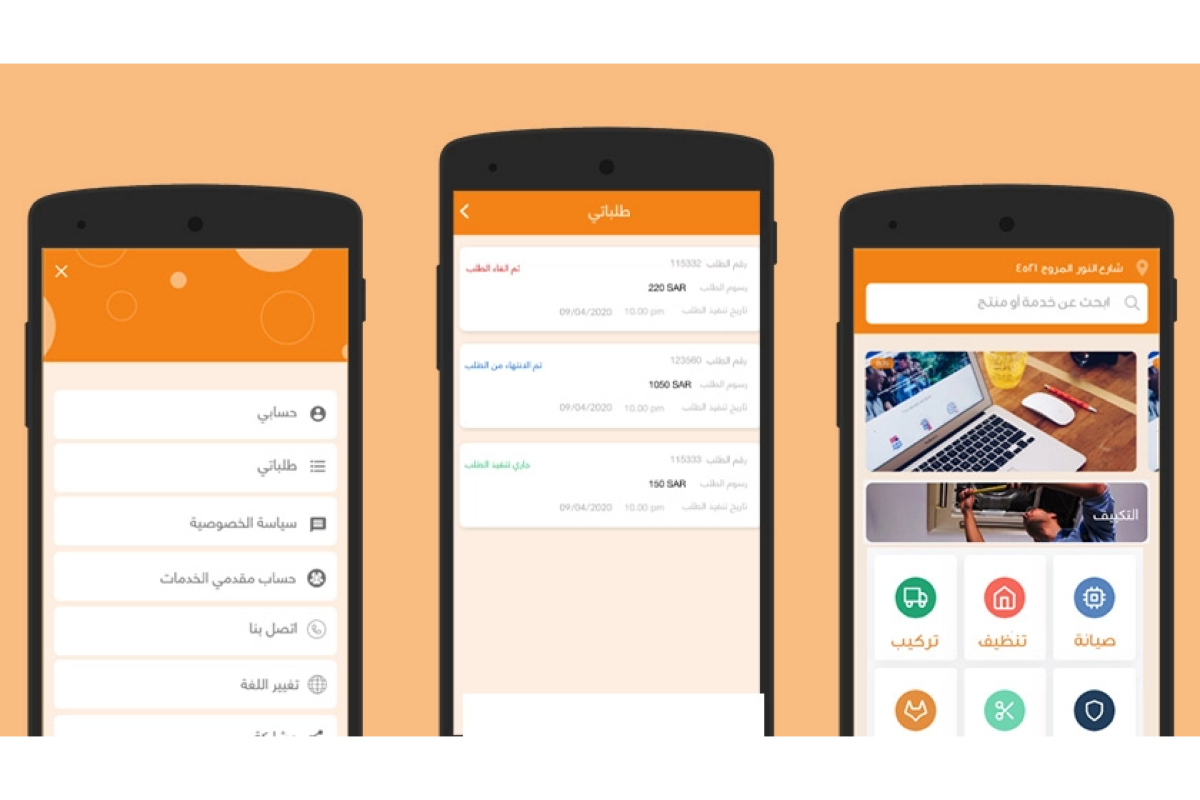 حسابي
طلباتي
سياسة الخصوصية
حساب مقدمي الخدمات
اتصل بنا
تغيير اللغة
طلباتي
رقم الطلب 115332
تم الغاء الطلب
رسوم الطلب 220 SAR
تاريخ تنفيذ الطلب 10.00 pm 09/04/2020
رقم الطلب 123560
تم الانتهاء من الطلب
رسوم الطلب 1050 SAR
تاريخ تنفيذ الطلب 10.00 pm 09/04/2020
رقم الطلب 115333
جاري تنفيذ الطلب
رسوم الطلب 150 SAR
تاريخ تنفيذ الطلب 10.00 pm 09/04/2020
شارع النور المروج ٤٥٢١
ابحث عن خدمة أو منتج
التكييف
صيانة
تنظيف
تركيب